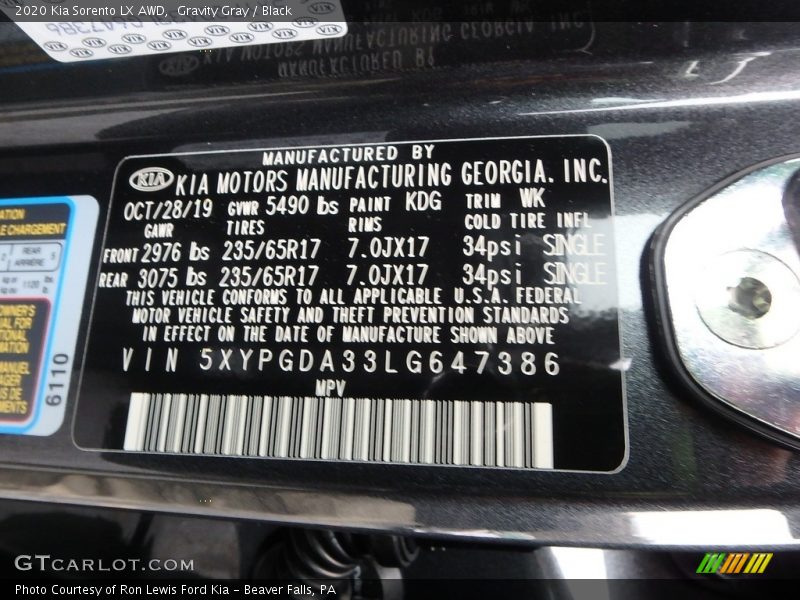 2020 Kia Sorento LX AWD, Gravity Gray / Black
MANUFACTURED BY
KIA KIA MOTORS MANUFACTURING GEORGIA. INC.
OCT/28/19 GVWR 5490 lbs PAINT KDG TRIM WK
GAWR TIRES RIMS COLD TIRE INFL
FRONT 2976 lbs 235/65R17 7.0JX17 34psi SINGLE
REAR 3075 lbs 235/65R17 7.0JX17 34psi SINGLE
THIS VEHICLE CONFORMS TO ALL APPLICABLE U.S.A. FEDERAL
MOTOR VEHICLE SAFETY AND THEFT PREVENTION STANDARDS
IN EFFECT ON THE DATE OF MANUFACTURE SHOWN ABOVE
VIN 5XYPGDA33LG647386
MPV
REAR
ARRIÈRE
6110
GTCARLOT.COM
Photo Courtesy of Ron Lewis Ford Kia - Beaver Falls, PA